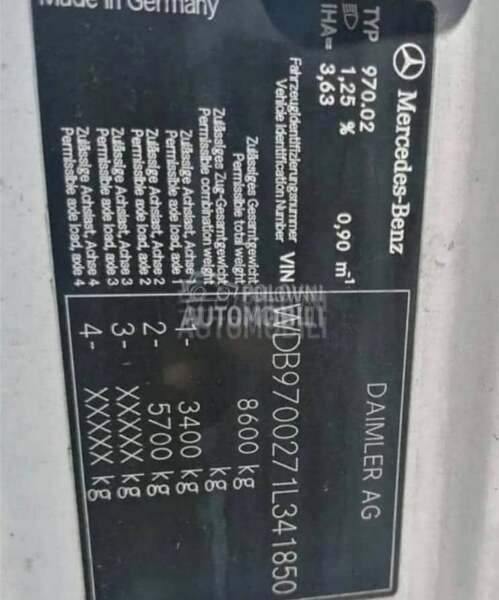 Mercedes-Benz
DAIMLER AG
TYP 970.02
1,25 % 0,90 m-1
IHA= 3,63
Fahrzeugidentifizierungsnummer
Vehicle Identification Number
VIN WDB9700271L341850
Zulässiges Gesamtgewicht
Permissible total weight
8600 kg
Zulässiges Zug-Gesamtgewicht
Permissible combination weight
kg
Zulässige Achslast, Achse 1
Permissible axle load, axle 1
1- 3400 kg
Zulässige Achslast, Achse 2
Permissible axle load, axle 2
2- 5700 kg
Zulässige Achslast, Achse 3
Permissible axle load, axle 3
3- XXXXX kg
Zulässige Achslast, Achse 4
Permissible axle load, axle 4
4- XXXXX kg
Made in Germany
POLOVNI
AUTOMOBILI